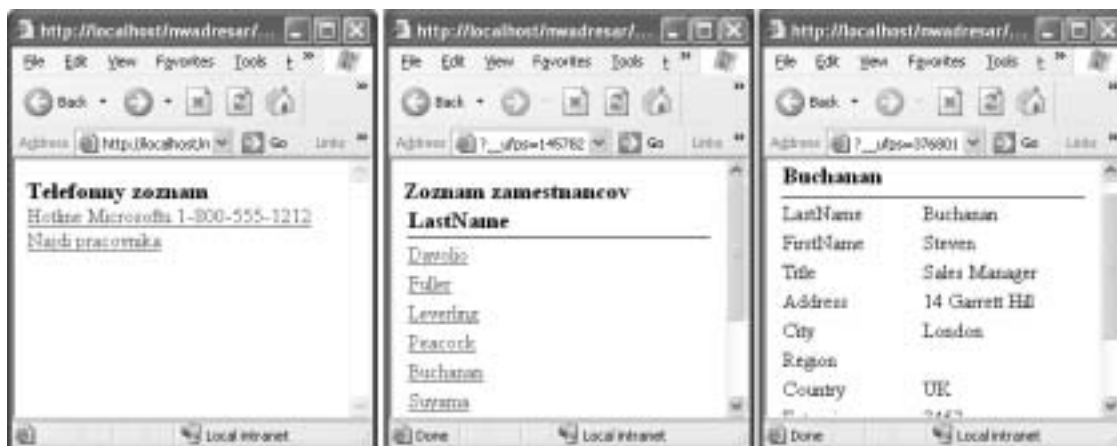 http://localhost/nwadresar/...
File Edit View Favorites Tools
Back
Address http://localhost/n Go Links
Telefonny zoznam
Hotline Microsoftu 1-800-555-1212
Najdi pracovnika
Local intranet
http://localhost/nwadresar/...
File Edit View Favorites Tools
Back
Address ?__ufps=145782 Go Links
Zoznam zamestnancov
LastName
Davolio
Fuller
Leverling
Peacock
Buchanan
Suyama
Done Local intranet
http://localhost/nwadresar/...
File Edit View Favorites Tools
Back
Address ?__ufps=376801 Go Links
Buchanan
LastName Buchanan
FirstName Steven
Title Sales Manager
Address 14 Garrett Hill
City London
Region
Country UK
Done Local intranet